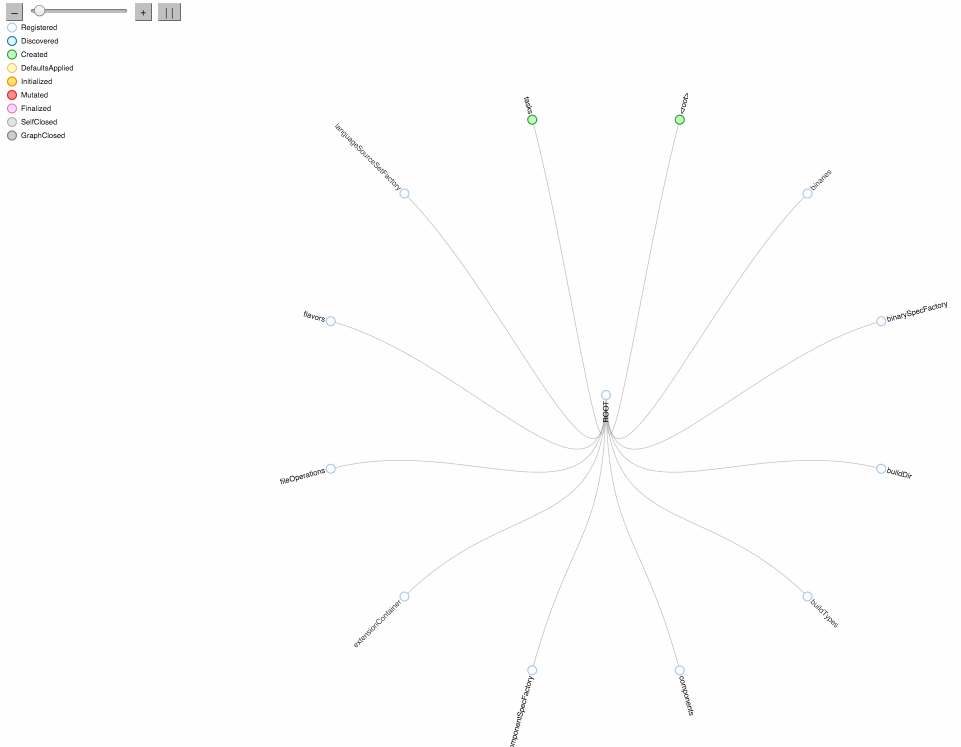 –
+
||
Registered
Discovered
Created
DefaultsApplied
Initialized
Mutated
Finalized
SelfClosed
GraphClosed
tasks
<root>
languageSourceSetFactory
binaries
flavors
binarySpecFactory
ROOT
fileOperations
buildDir
extensionContainer
buildTypes
omponentSpecFactory
components